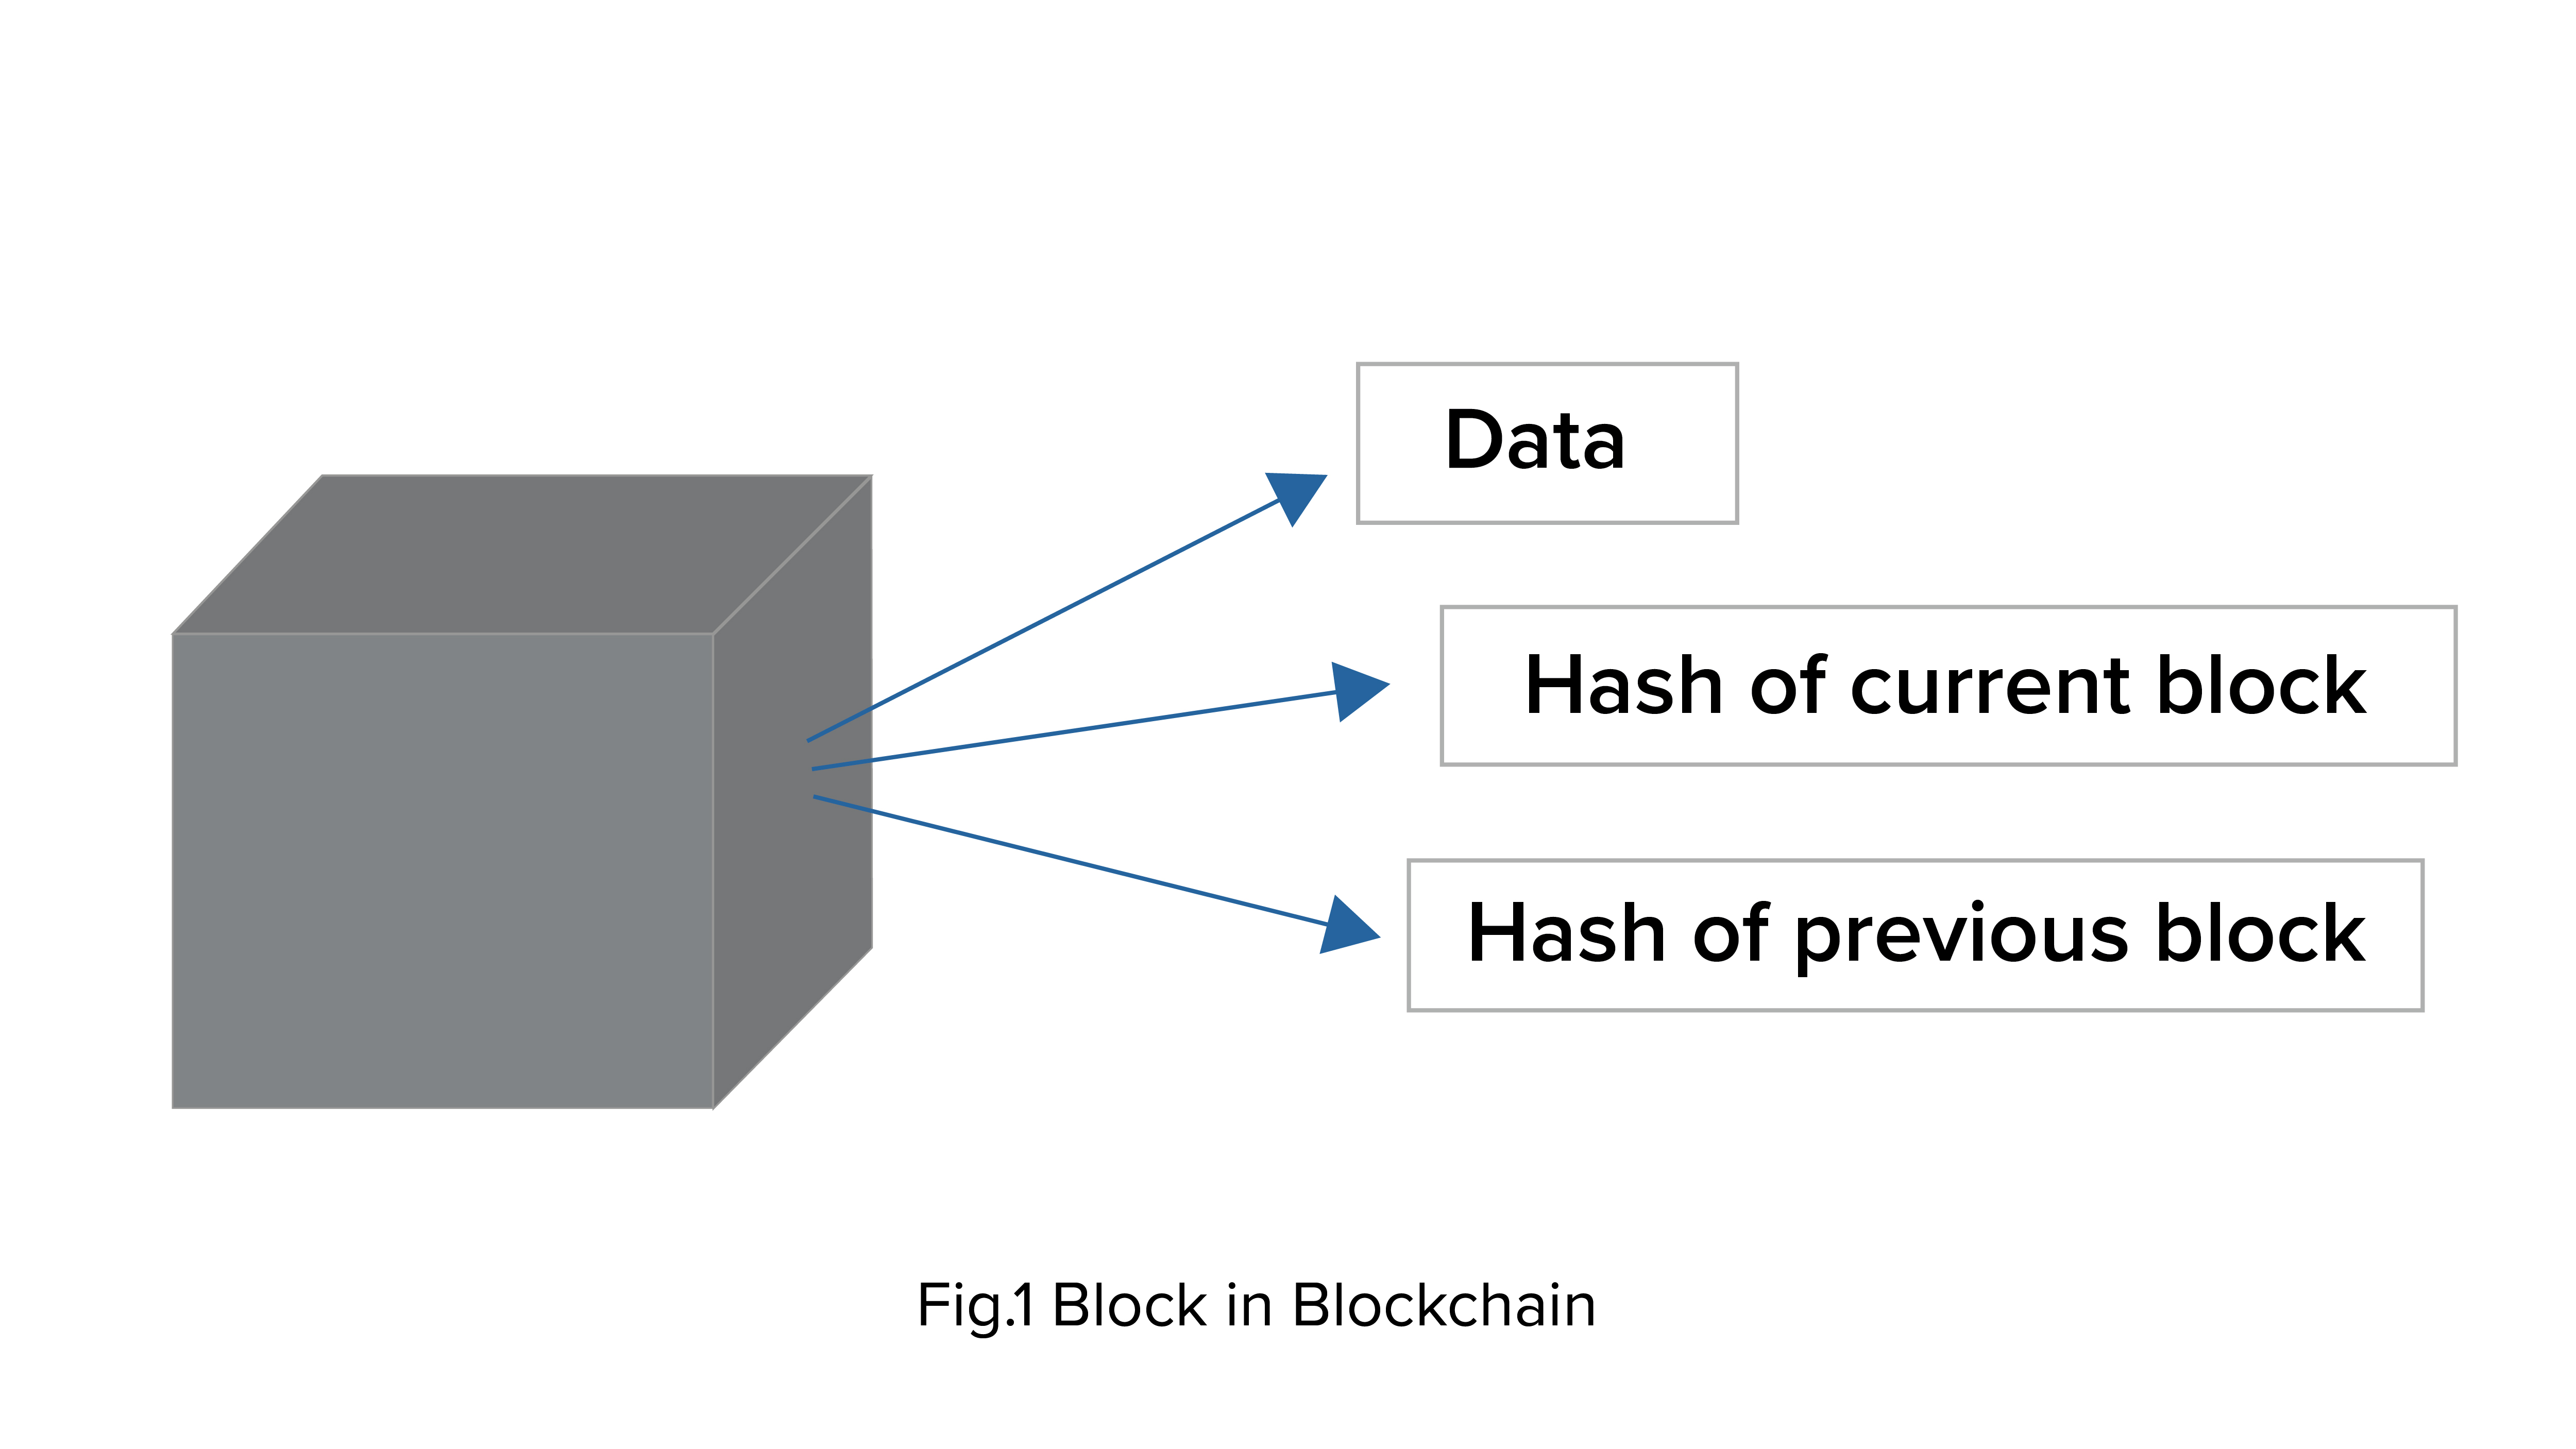 Data
Hash of current block
Hash of previous block
Fig.1 Block in Blockchain